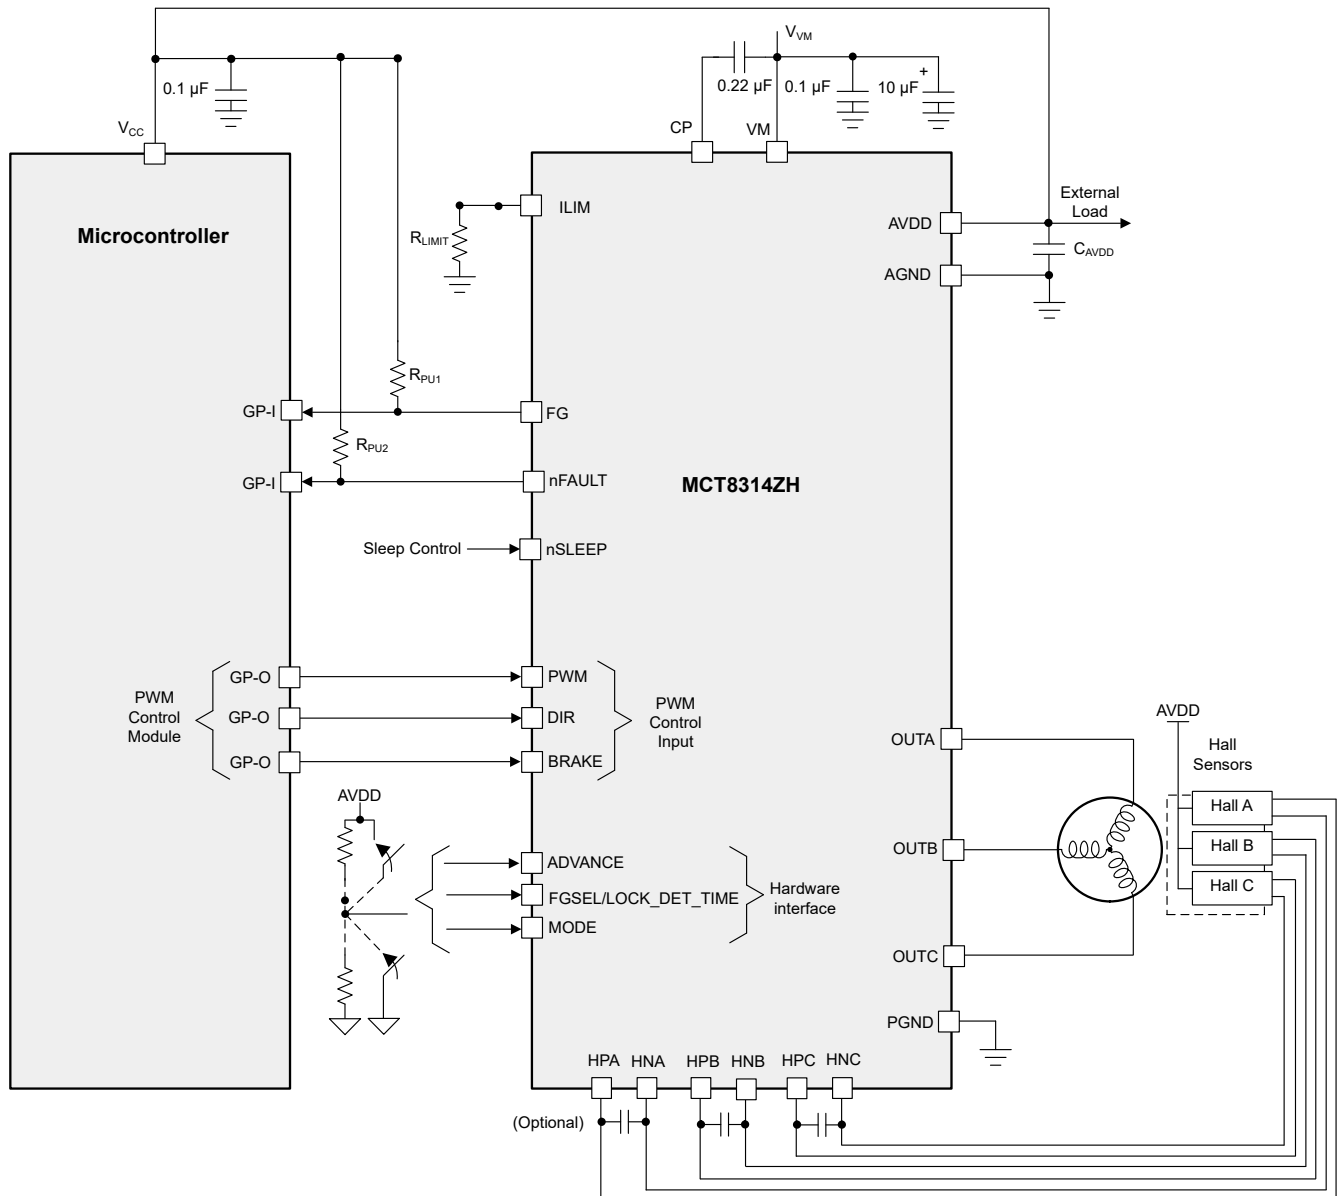 V_VM
0.1 µF
0.22 µF
0.1 µF
10 µF
+
V_CC
CP
VM
Microcontroller
ILIM
R_LIMIT
AVDD
External
Load
C_AVDD
AGND
R_PU1
GP-I
FG
R_PU2
GP-I
nFAULT
MCT8314ZH
Sleep Control
nSLEEP
PWM
Control
Module
GP-O
GP-O
GP-O
PWM
DIR
BRAKE
PWM
Control
Input
AVDD
ADVANCE
FGSEL/LOCK_DET_TIME
MODE
Hardware
interface
OUTA
OUTB
OUTC
PGND
AVDD
Hall
Sensors
Hall A
Hall B
Hall C
HPA
HNA
HPB
HNB
HPC
HNC
(Optional)